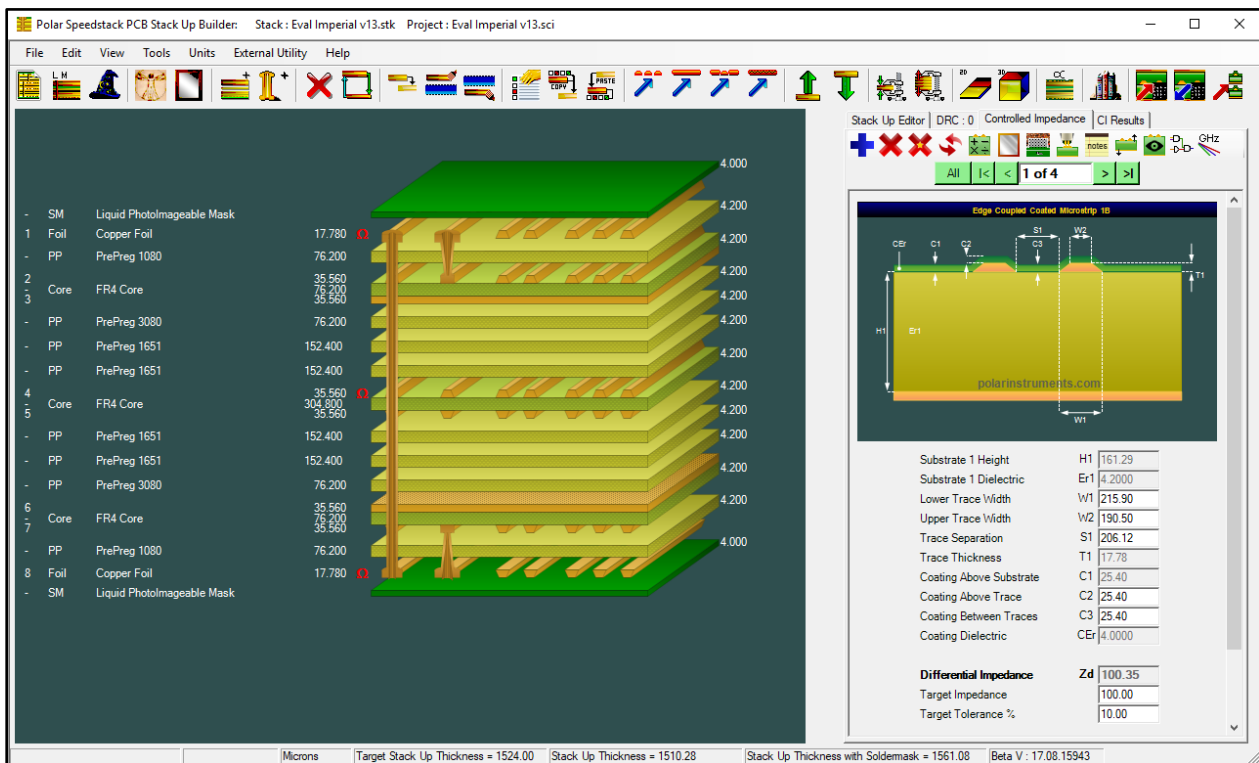 Polar Speedstack PCB Stack Up Builder: Stack : Eval Imperial v13.stk Project : Eval Imperial v13.sci
File Edit View Tools Units External Utility Help
L M
COPY
PASTE
2D
3D
Stack Up Editor DRC : 0 Controlled Impedance CI Results
notes
GHz
All |< < 1 of 4 > >|
4.000
- SM Liquid PhotoImageable Mask
4.200
1 Foil Copper Foil 17.780 Ω
4.200
- PP PrePreg 1080 76.200
4.200
2 35.560
- Core FR4 Core 76.200
3 35.560
4.200
- PP PrePreg 3080 76.200
4.200
- PP PrePreg 1651 152.400
4.200
- PP PrePreg 1651 152.400
4.200
4 35.560 Ω
- Core FR4 Core 304.800
5 35.560
4.200
- PP PrePreg 1651 152.400
4.200
- PP PrePreg 1651 152.400
4.200
- PP PrePreg 3080 76.200
4.200
6 35.560
- Core FR4 Core 76.200
7 35.560
4.200
- PP PrePreg 1080 76.200
4.000
8 Foil Copper Foil 17.780 Ω
- SM Liquid PhotoImageable Mask
Edge Coupled Coated Microstrip 1B
S1 W2
CEr C1 C2 C3
T1
H1 Er1
polarinstruments.com
W1
Substrate 1 Height H1 161.29
Substrate 1 Dielectric Er1 4.2000
Lower Trace Width W1 215.90
Upper Trace Width W2 190.50
Trace Separation S1 206.12
Trace Thickness T1 17.78
Coating Above Substrate C1 25.40
Coating Above Trace C2 25.40
Coating Between Traces C3 25.40
Coating Dielectric CEr 4.0000
Differential Impedance Zd 100.35
Target Impedance 100.00
Target Tolerance % 10.00
Microns Target Stack Up Thickness = 1524.00 Stack Up Thickness = 1510.28 Stack Up Thickness with Soldermask = 1561.08 Beta V : 17.08.15943